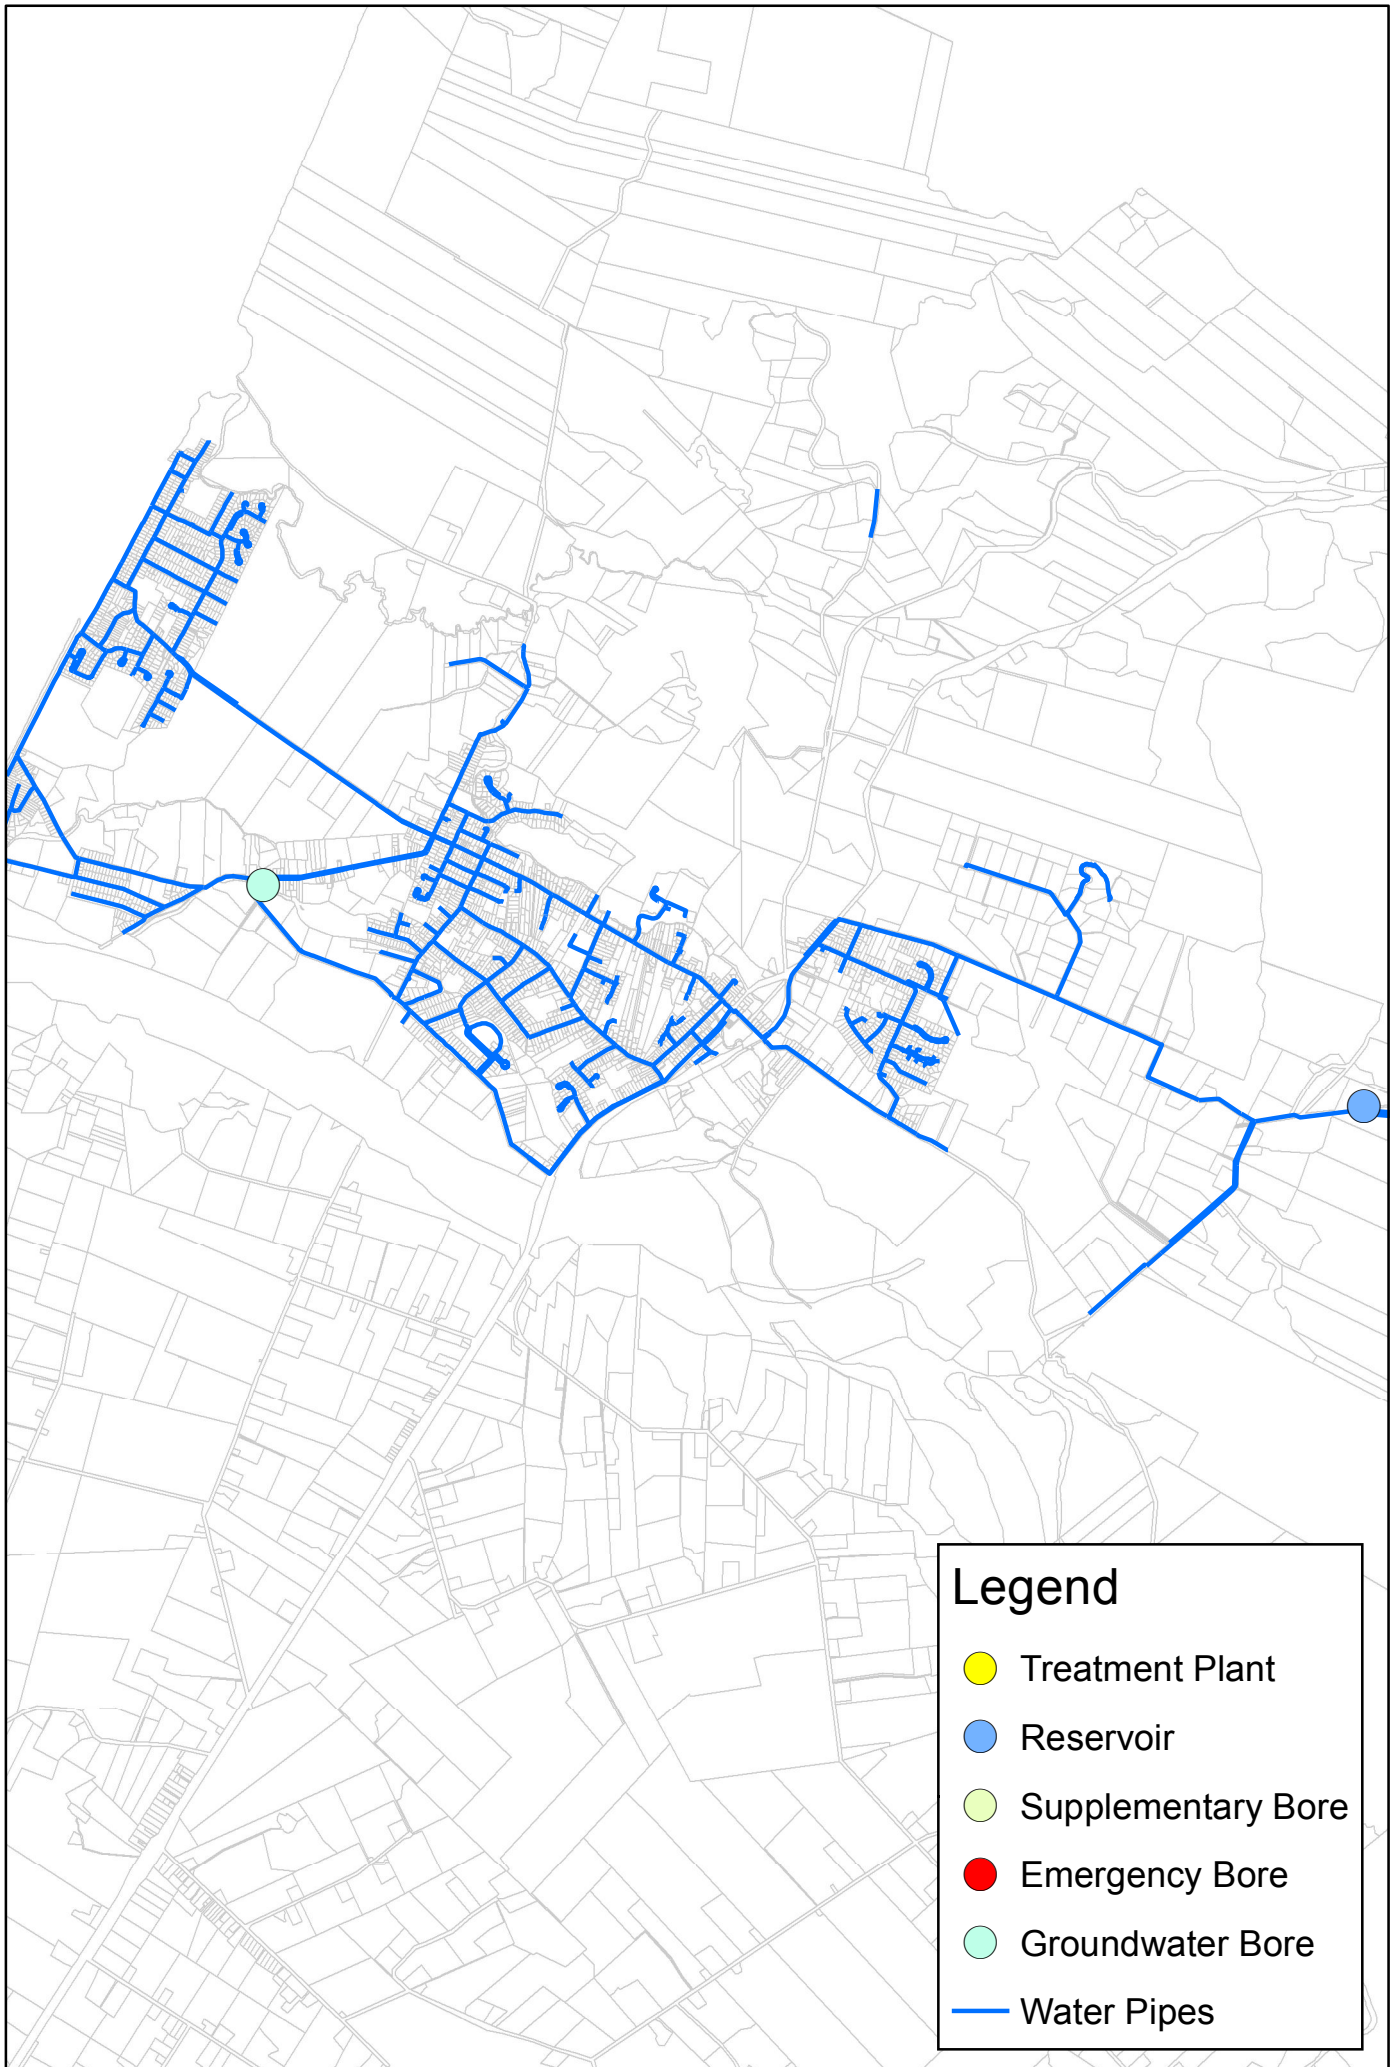 Legend
Treatment Plant
Reservoir
Supplementary Bore
Emergency Bore
Groundwater Bore
Water Pipes